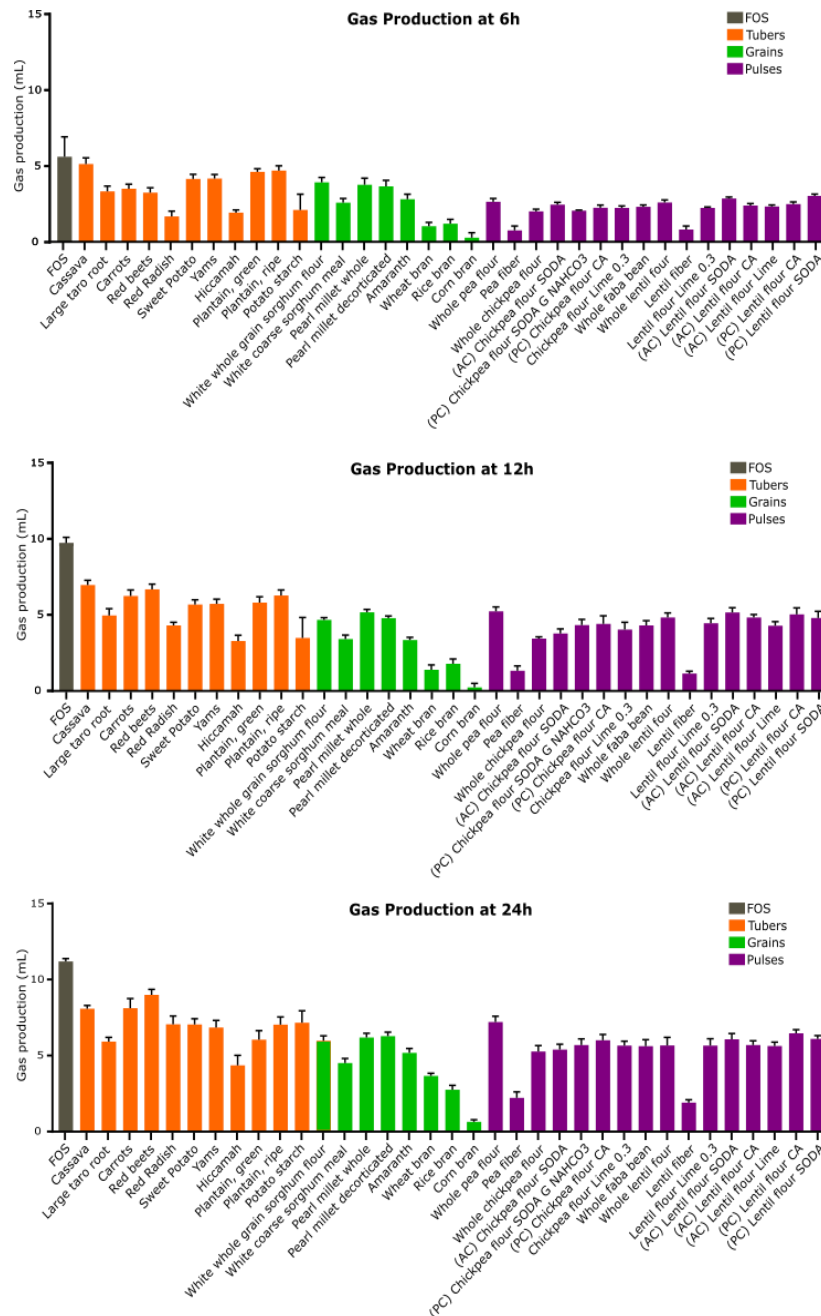 Gas Production at 6h
FOS
Tubers
Grains
Pulses
Gas production (mL)
15
10
5
0
FOS
Cassava
Large taro root
Carrots
Red beets
Red Radish
Sweet Potato
Yams
Hiccamah
Plantain, green
Plantain, ripe
Potato starch
White whole grain sorghum flour
White coarse sorghum meal
Pearl millet whole
Pearl millet decorticated
Amaranth
Wheat bran
Rice bran
Corn bran
Whole pea flour
Pea fiber
Whole chickpea flour
(AC) Chickpea flour SODA
(PC) Chickpea flour SODA G NAHCO3
(PC) Chickpea flour CA
Chickpea flour Lime 0.3
Whole faba bean
Whole lentil four
Lentil fiber
Lentil flour Lime 0.3
(AC) Lentil flour SODA
(AC) Lentil flour CA
(AC) Lentil flour Lime
(PC) Lentil flour CA
(PC) Lentil flour SODA
Gas Production at 12h
FOS
Tubers
Grains
Pulses
Gas production (mL)
15
10
5
0
FOS
Cassava
Large taro root
Carrots
Red beets
Red Radish
Sweet Potato
Yams
Hiccamah
Plantain, green
Plantain, ripe
Potato starch
White whole grain sorghum flour
White coarse sorghum meal
Pearl millet whole
Pearl millet decorticated
Amaranth
Wheat bran
Rice bran
Corn bran
Whole pea flour
Pea fiber
Whole chickpea flour
(AC) Chickpea flour SODA
(PC) Chickpea flour SODA G NAHCO3
(PC) Chickpea flour CA
Chickpea flour Lime 0.3
Whole faba bean
Whole lentil four
Lentil fiber
Lentil flour Lime 0.3
(AC) Lentil flour SODA
(AC) Lentil flour CA
(AC) Lentil flour Lime
(PC) Lentil flour CA
(PC) Lentil flour SODA
Gas Production at 24h
FOS
Tubers
Grains
Pulses
Gas production (mL)
15
10
5
0
FOS
Cassava
Large taro root
Carrots
Red beets
Red Radish
Sweet Potato
Yams
Hiccamah
Plantain, green
Plantain, ripe
Potato starch
White whole grain sorghum flour
White coarse sorghum meal
Pearl millet whole
Pearl millet decorticated
Amaranth
Wheat bran
Rice bran
Corn bran
Whole pea flour
Pea fiber
Whole chickpea flour
(AC) Chickpea flour SODA
(PC) Chickpea flour SODA G NAHCO3
(PC) Chickpea flour CA
Chickpea flour Lime 0.3
Whole faba bean
Whole lentil four
Lentil fiber
Lentil flour Lime 0.3
(AC) Lentil flour SODA
(AC) Lentil flour CA
(AC) Lentil flour Lime
(PC) Lentil flour CA
(PC) Lentil flour SODA